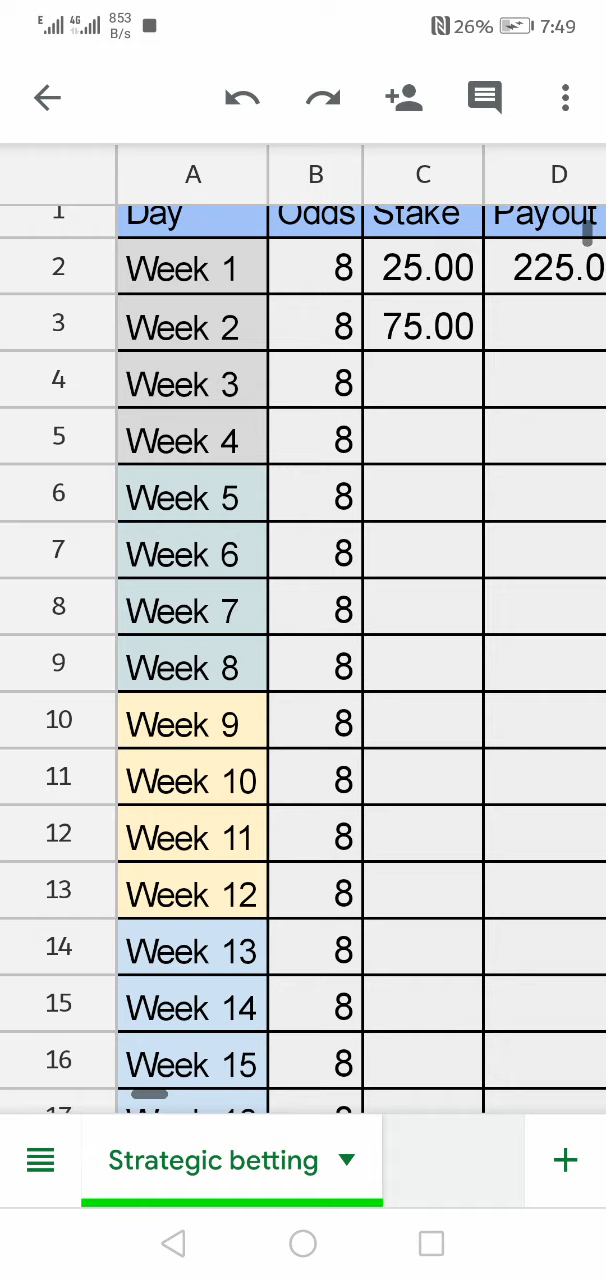 E 4G 853 B/s N 26% 7:49
A B C D
1 Day Odds Stake Payout
2 Week 1 8 25.00 225.0
3 Week 2 8 75.00
4 Week 3 8
5 Week 4 8
6 Week 5 8
7 Week 6 8
8 Week 7 8
9 Week 8 8
10 Week 9 8
11 Week 10 8
12 Week 11 8
13 Week 12 8
14 Week 13 8
15 Week 14 8
16 Week 15 8
17 Week
Strategic betting